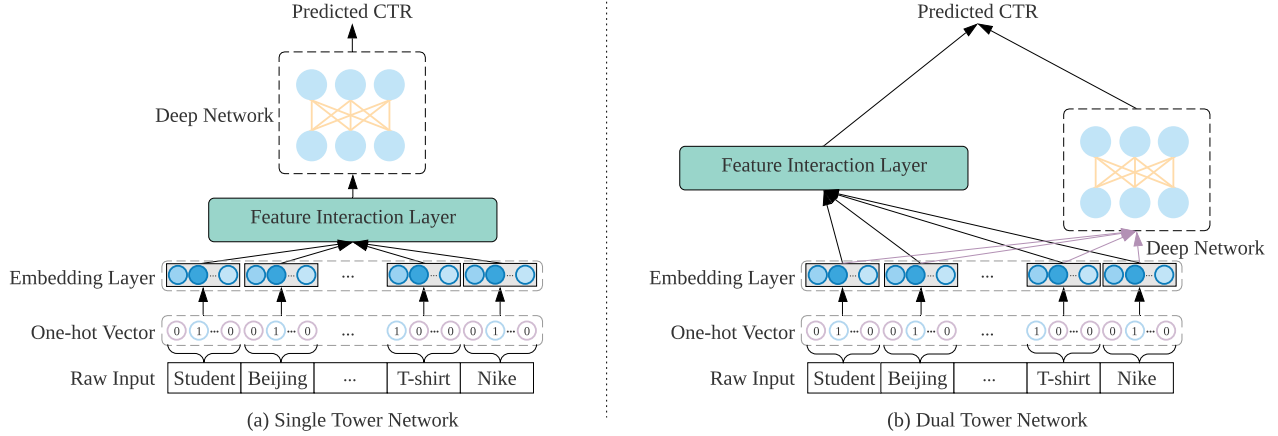 Predicted CTR
Deep Network
Feature Interaction Layer
Embedding Layer ... ... ... ... ...
One-hot Vector 0 1 ... 0 0 1 ... 0 ... 1 0 ... 0 0 1 ... 0
Raw Input Student Beijing ... T-shirt Nike
(a) Single Tower Network
Predicted CTR
Feature Interaction Layer
Deep Network
Embedding Layer ... ... ... ... ...
One-hot Vector 0 1 ... 0 0 1 ... 0 ... 1 0 ... 0 0 1 ... 0
Raw Input Student Beijing ... T-shirt Nike
(b) Dual Tower Network